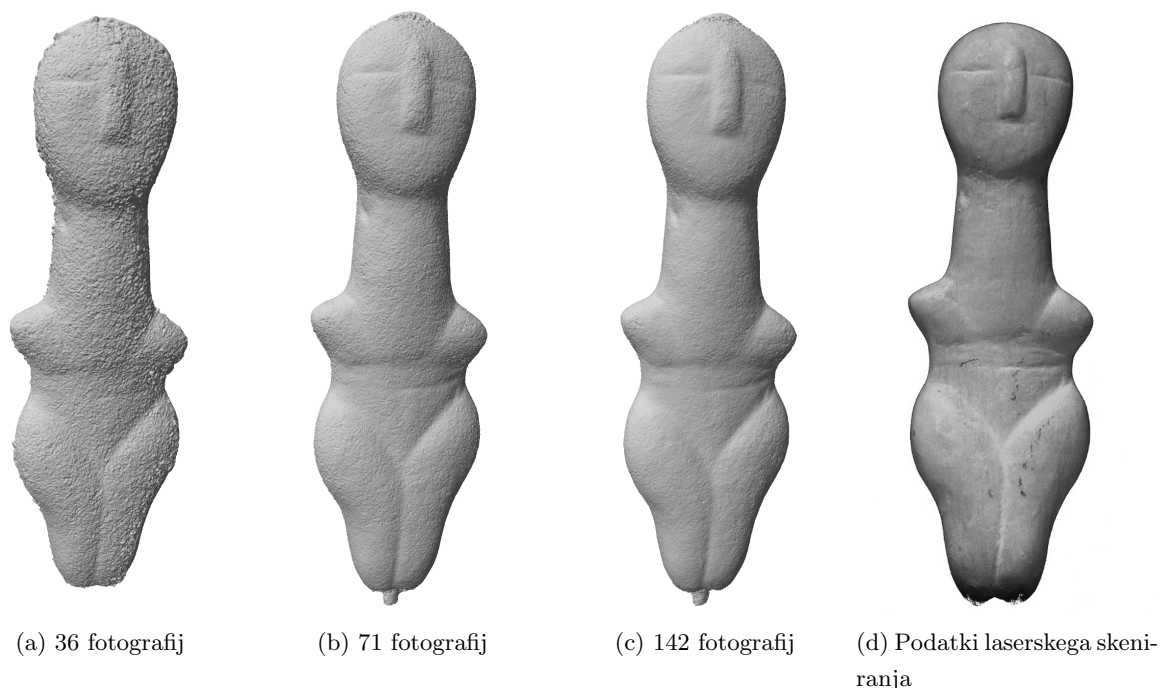 (a) 36 fotografij
(b) 71 fotografij
(c) 142 fotografij
(d) Podatki laserskega skeni-
ranja